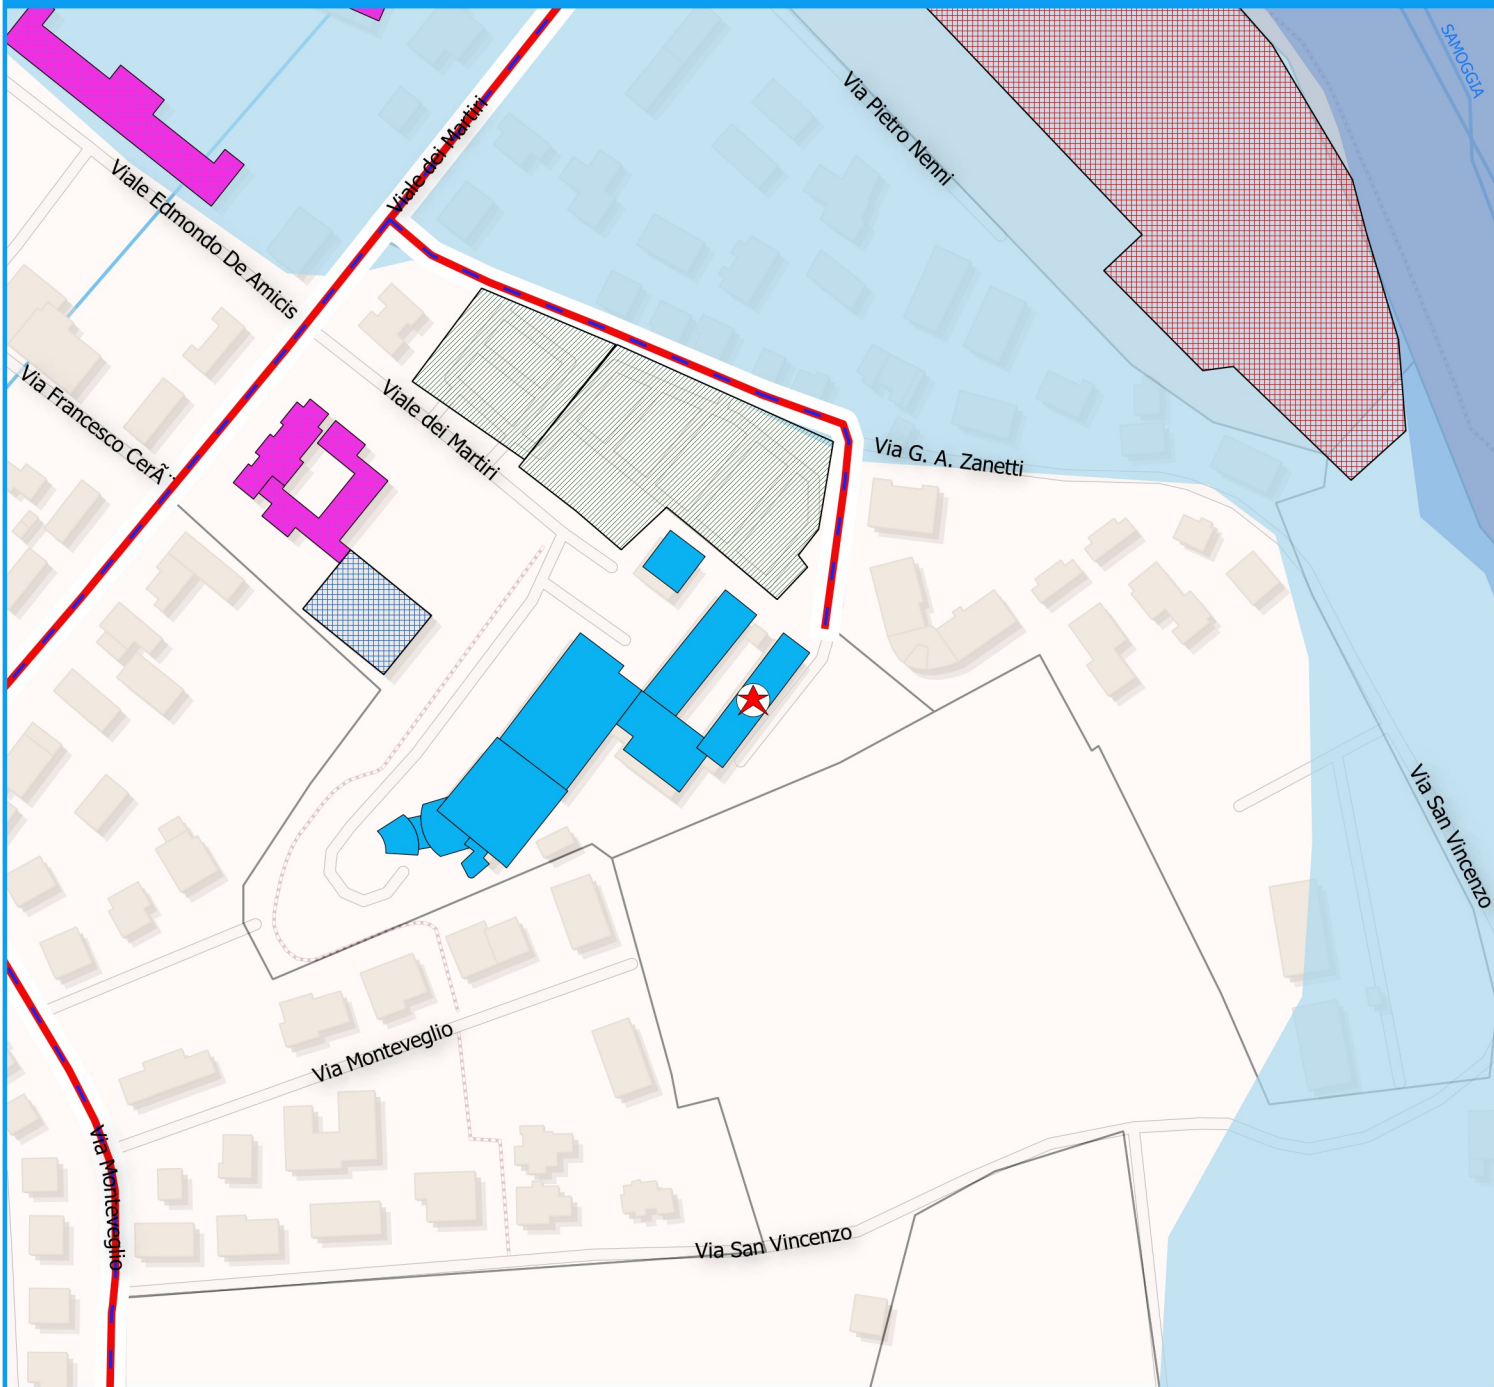 SAMOGGIA
Via Pietro Nenni
Viale dei Martiri
Viale Edmondo De Amicis
Via Francesco CerÃ¨
Viale dei Martiri
Via G. A. Zanetti
Via San Vincenzo
Via Monteveglio
Via Monteveglio
Via San Vincenzo